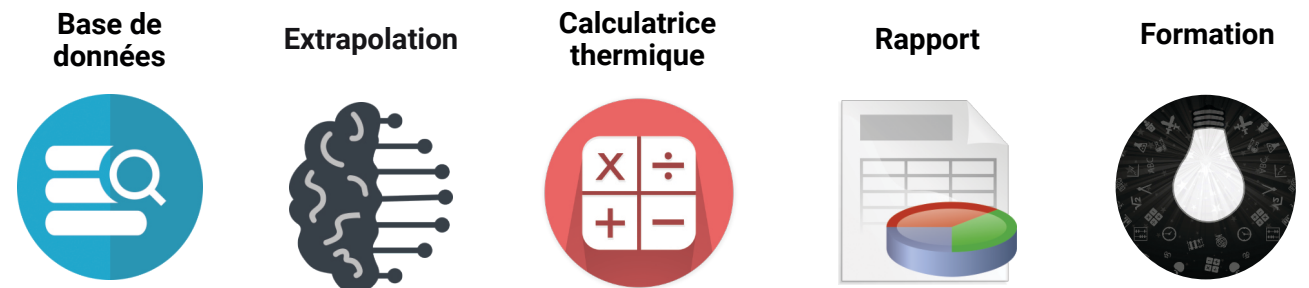 Base de
données
Extrapolation
Calculatrice
thermique
Rapport
Formation